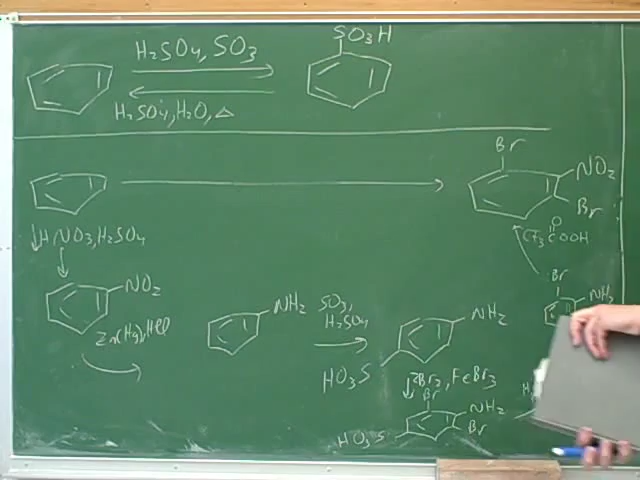 SO3H
H2SO4, SO3
H2SO4, H2O, Δ
Br
NO2
Br
HNO3, H2SO4
O
CF3COOH
NO2
Zn(Hg), HCl
Br
NH2
NH2
SO3,
H2SO4
NH2
HO3S
2Br2, FeBr3
Br
NH2
Br
HO3S